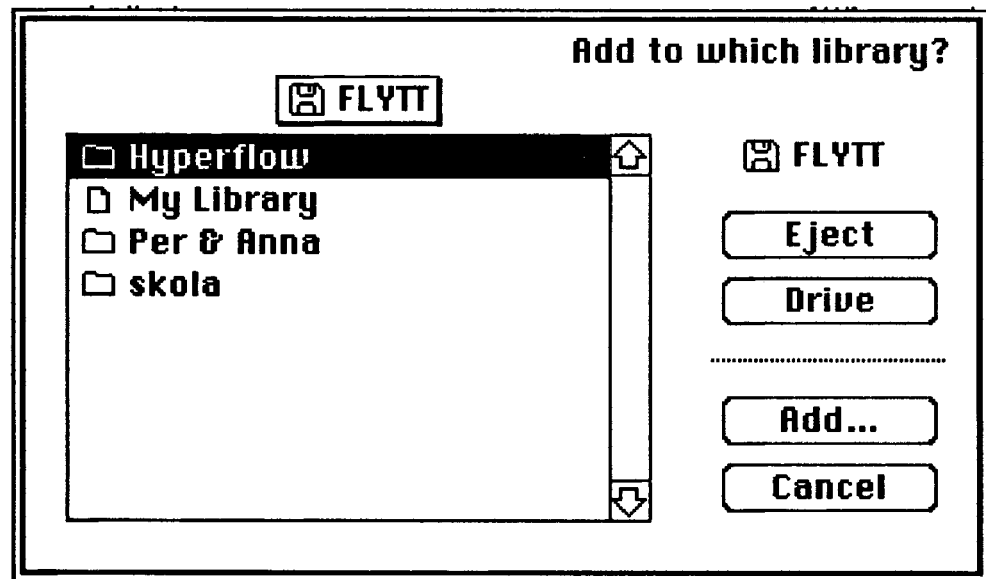 Add to which library?
FLYTT
Hyperflow
My Library
Per & Anna
skola
FLYTT
Eject
Drive
Add...
Cancel